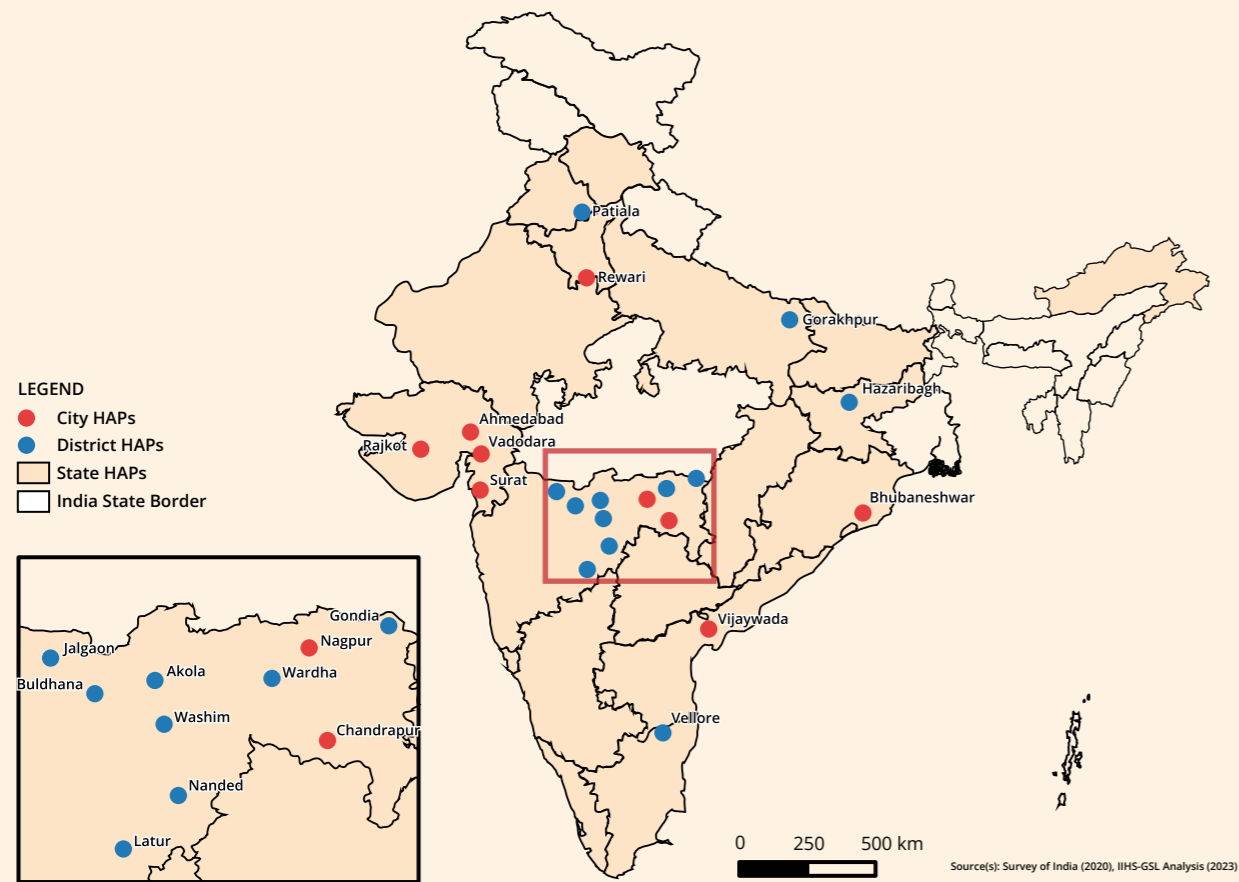 Patiala
Rewari
Gorakhpur
Hazaribagh
LEGEND
City HAPs
District HAPs
State HAPs
India State Border
Ahmedabad
Rajkot
Vadodara
Surat
Bhubaneshwar
Vijaywada
Vellore
Gondia
Nagpur
Jalgaon
Akola
Wardha
Buldhana
Washim
Chandrapur
Nanded
Latur
0 250 500 km
Source(s): Survey of India (2020), IIHS-GSL Analysis (2023)